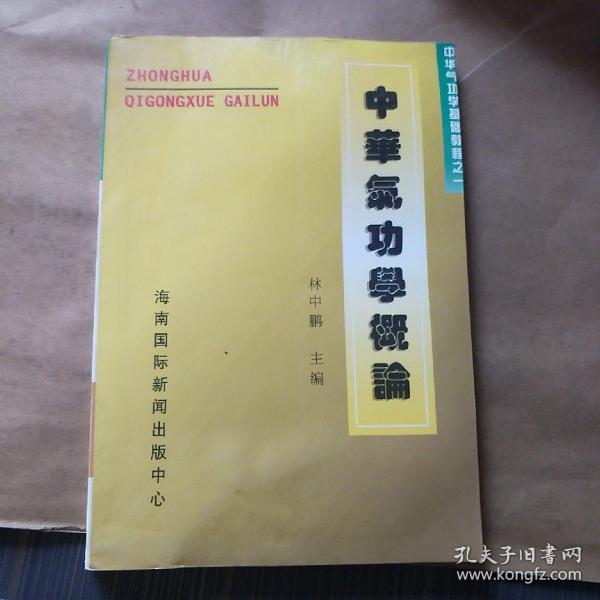 ZHONGHUA
QIGONGXUE GAILUN
中华气功学基础教程之一
中華氣功學概論
林中鹏 主编
海南国际新闻出版中心
孔夫子旧书网
www.kongfz.com